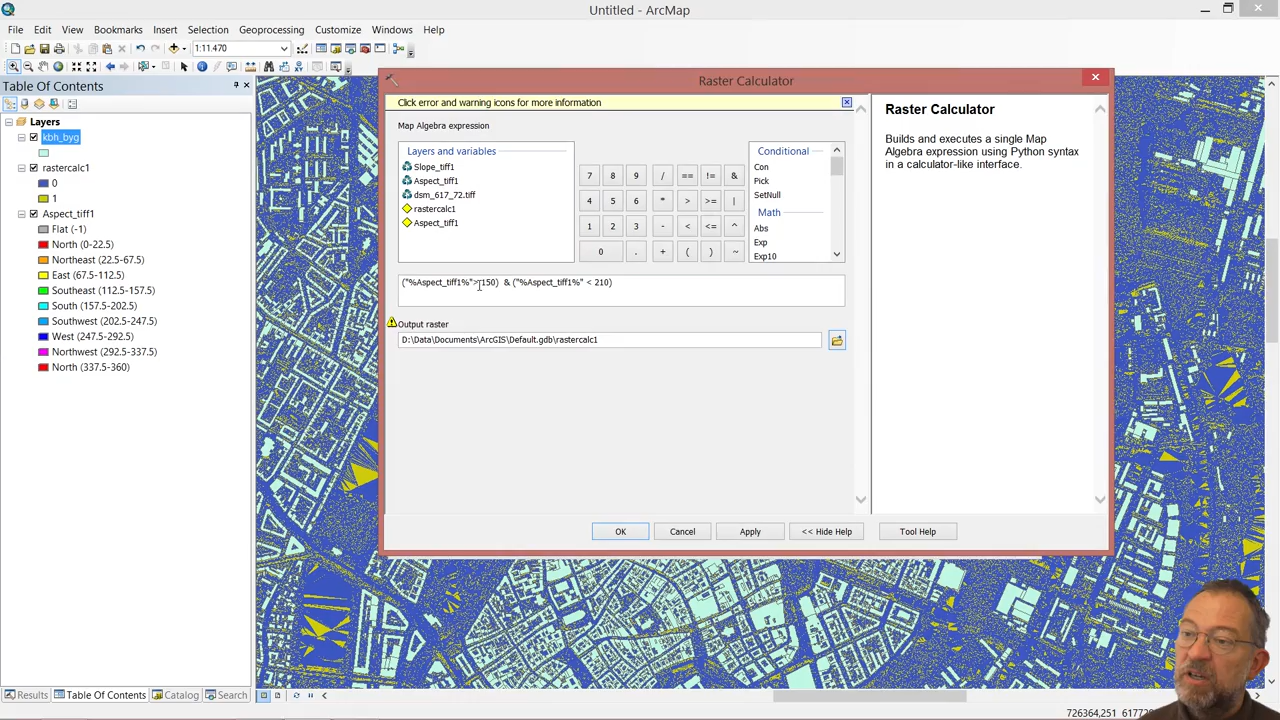 Untitled - ArcMap
File Edit View Bookmarks Insert Selection Geoprocessing Customize Windows Help
1:11.470
Table Of Contents
Layers
kbh_byg
rastercalc1
0
1
Aspect_tiff1
Flat (-1)
North (0-22.5)
Northeast (22.5-67.5)
East (67.5-112.5)
Southeast (112.5-157.5)
South (157.5-202.5)
Southwest (202.5-247.5)
West (247.5-292.5)
Northwest (292.5-337.5)
North (337.5-360)
Results Table Of Contents Catalog Search
Raster Calculator
Click error and warning icons for more information
Map Algebra expression
Layers and variables
Slope_tiff1
Aspect_tiff1
dsm_617_72.tiff
rastercalc1
Aspect_tiff1
7 8 9 / == != &
4 5 6 * > >= |
1 2 3 - < <= ^
0 . + ( ) ~
Conditional
Con
Pick
SetNull
Math
Abs
Exp
Exp10
("%Aspect_tiff1%"> 150) & ("%Aspect_tiff1%" < 210)
Output raster
D:\Data\Documents\ArcGIS\Default.gdb\rastercalc1
OK Cancel Apply << Hide Help Tool Help
Raster Calculator
Builds and executes a single Map
Algebra expression using Python syntax
in a calculator-like interface.